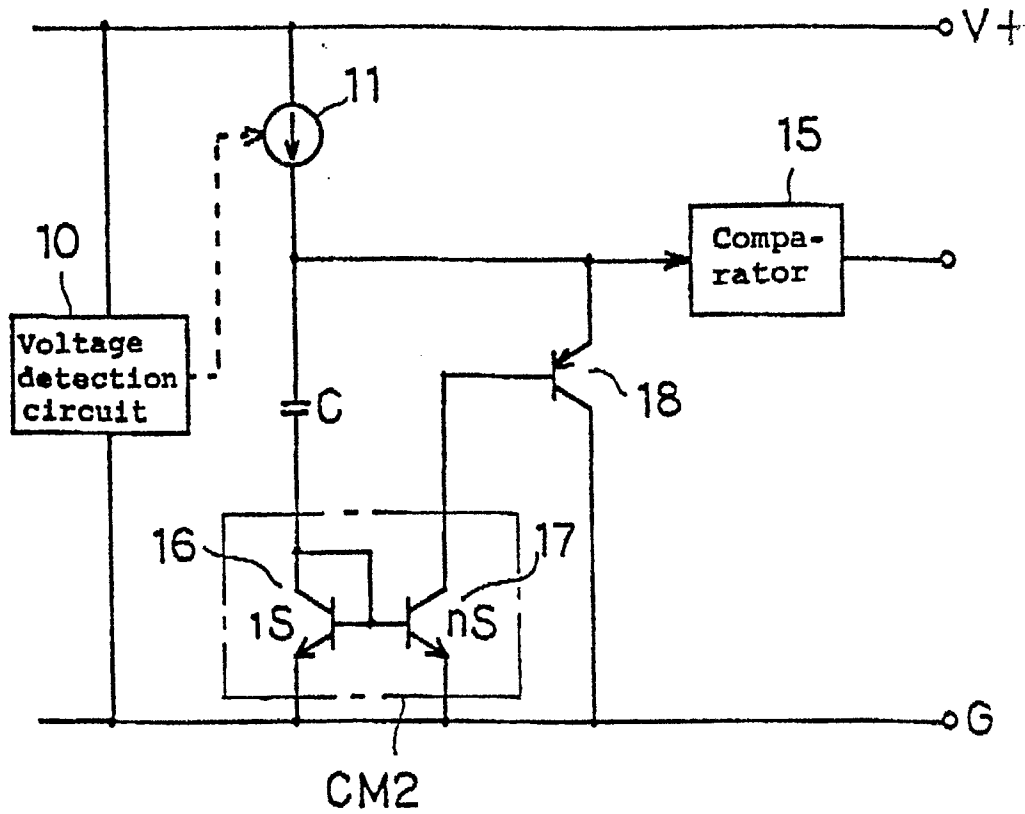 V+
11
15
10
Compa-
rator
Voltage
detection
circuit
C
18
16
17
1S
nS
G
CM2